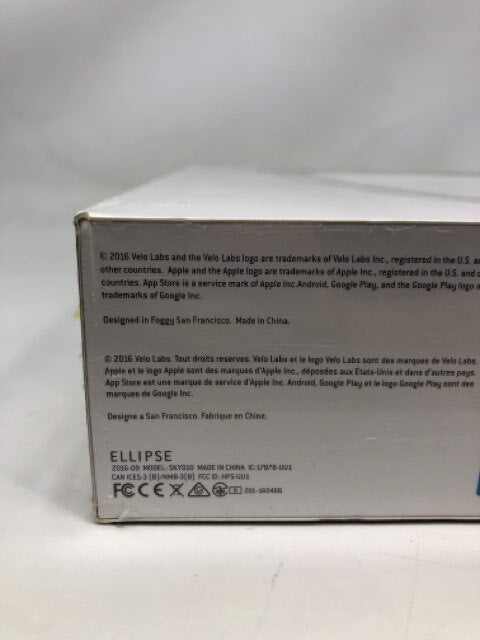 © 2016 Velo Labs and the Velo Labs logo are trademarks of Velo Labs Inc., registered in the U.S.
other countries. Apple and the Apple logo are trademarks of Apple Inc., registered in the U.S. and
countries. App Store is a service mark of Apple Inc. Android, Google Play, and the Google Play logo
trademarks of Google Inc.
Designed in Foggy San Francisco. Made in China.
© 2016 Velo Labs. Tout droits reserves. Velo Labs et le logo Velo Labs sont des marques de Velo Labs.
Apple et le logo Apple sont des marques d'Apple Inc., déposées aux États-Unis et dans d'autres pays.
App Store est une marque de service d'Apple Inc. Android, Google Play et le logo Google Play sont des
marques de Google Inc.
Designe a San Francisco. Fabrique en Chine.
ELLIPSE
2016-09 MODEL: SKY010 MADE IN CHINA IC:17878-UU1
CAN ICES-3 (B)/NMB-3(B) FCC ID: HFS-UU1
FC CE R 201-160466